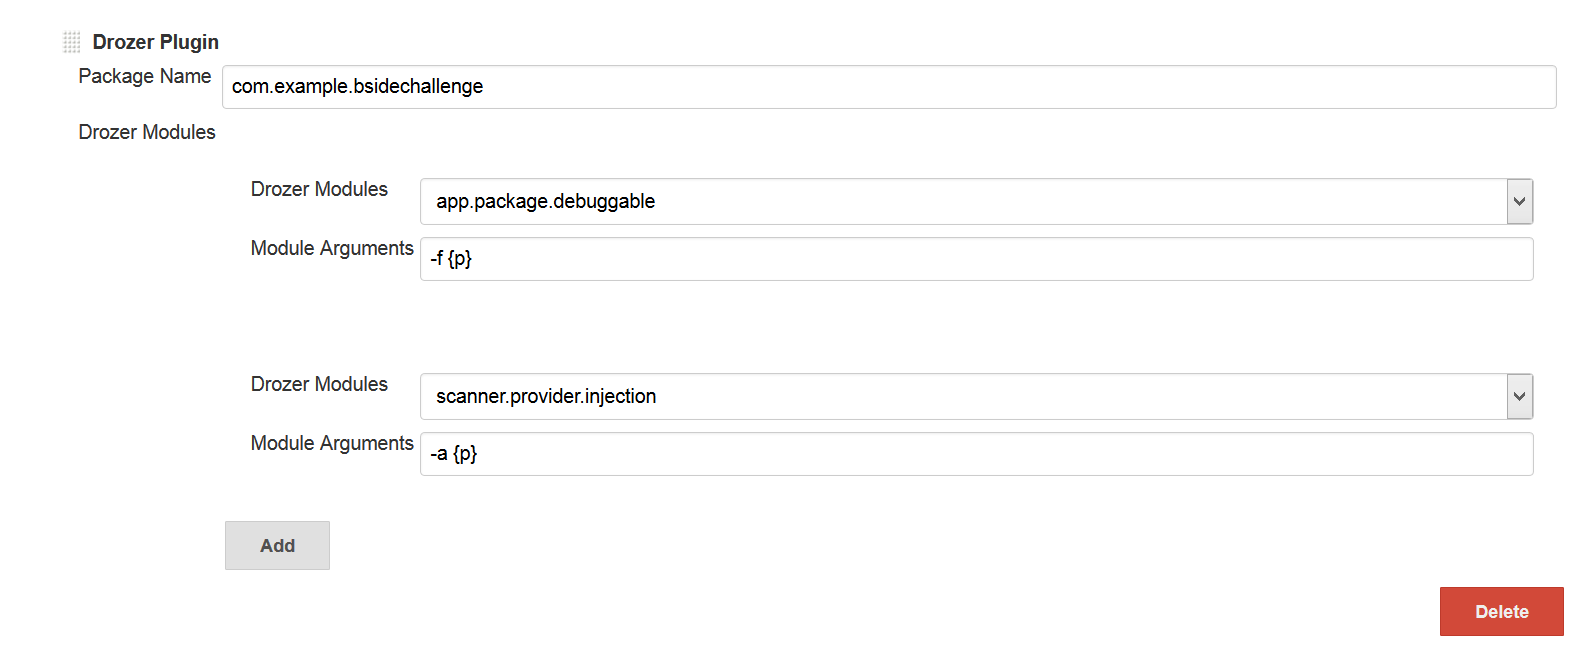 Drozer Plugin
Package Name com.example.bsidechallenge
Drozer Modules
Drozer Modules app.package.debuggable
Module Arguments -f {p}
Drozer Modules scanner.provider.injection
Module Arguments -a {p}
Add
Delete